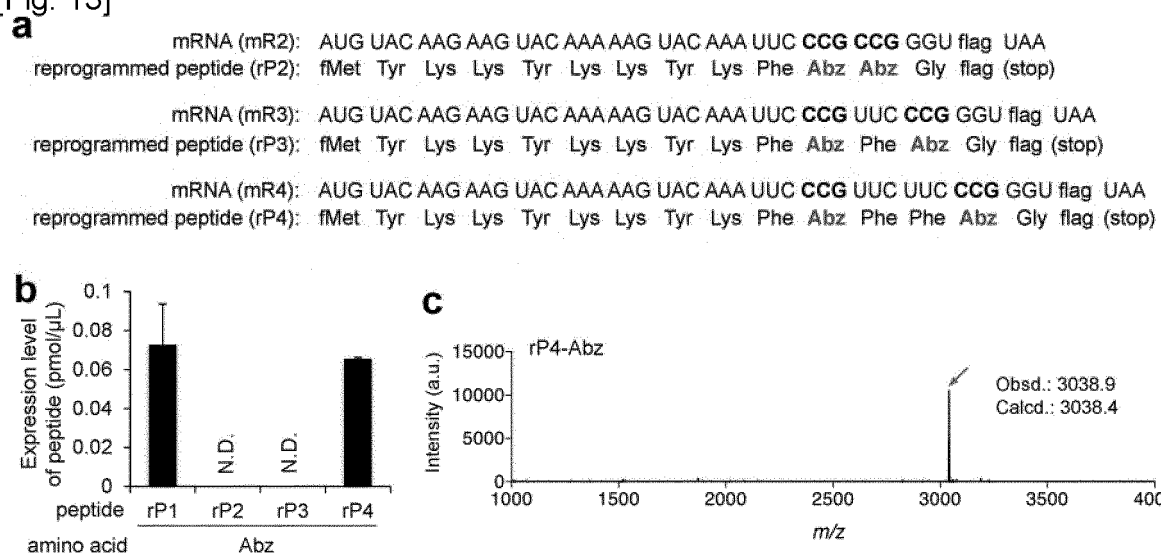 [Fig. 13]
a
mRNA (mR2): AUG UAC AAG AAG UAC AAA AAG UAC AAA UUC CCG CCG GGU flag UAA
reprogrammed peptide (rP2): fMet Tyr Lys Lys Tyr Lys Lys Tyr Lys Phe Abz Abz Gly flag (stop)
mRNA (mR3): AUG UAC AAG AAG UAC AAA AAG UAC AAA UUC CCG UUC CCG GGU flag UAA
reprogrammed peptide (rP3): fMet Tyr Lys Lys Tyr Lys Lys Tyr Lys Phe Abz Phe Abz Gly flag (stop)
mRNA (mR4): AUG UAC AAG AAG UAC AAA AAG UAC AAA UUC CCG UUC UUC CCG GGU flag UAA
reprogrammed peptide (rP4): fMet Tyr Lys Lys Tyr Lys Lys Tyr Lys Phe Abz Phe Phe Abz Gly flag (stop)
b
Expression level
of peptide (pmol/μL)
0.1
0.08
0.06
0.04
0.02
0
N.D.
N.D.
peptide rP1 rP2 rP3 rP4
amino acid Abz
c
rP4-Abz
Intensity (a.u.)
15000
10000
5000
0
Obsd.: 3038.9
Calcd.: 3038.4
1000 1500 2000 2500 3000 3500 400
m/z